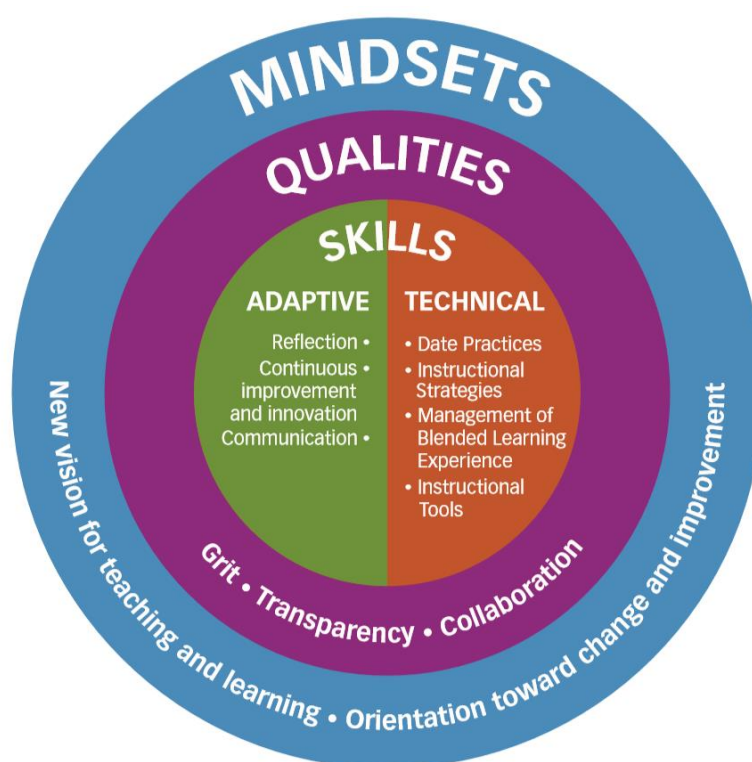 MINDSETS
QUALITIES
SKILLS
ADAPTIVE
Reflection •
Continuous •
improvement
and innovation
Communication •
TECHNICAL
• Date Practices
• Instructional
Strategies
• Management of
Blended Learning
Experience
• Instructional
Tools
Grit • Transparency • Collaboration
New vision for teaching and learning • Orientation toward change and improvement